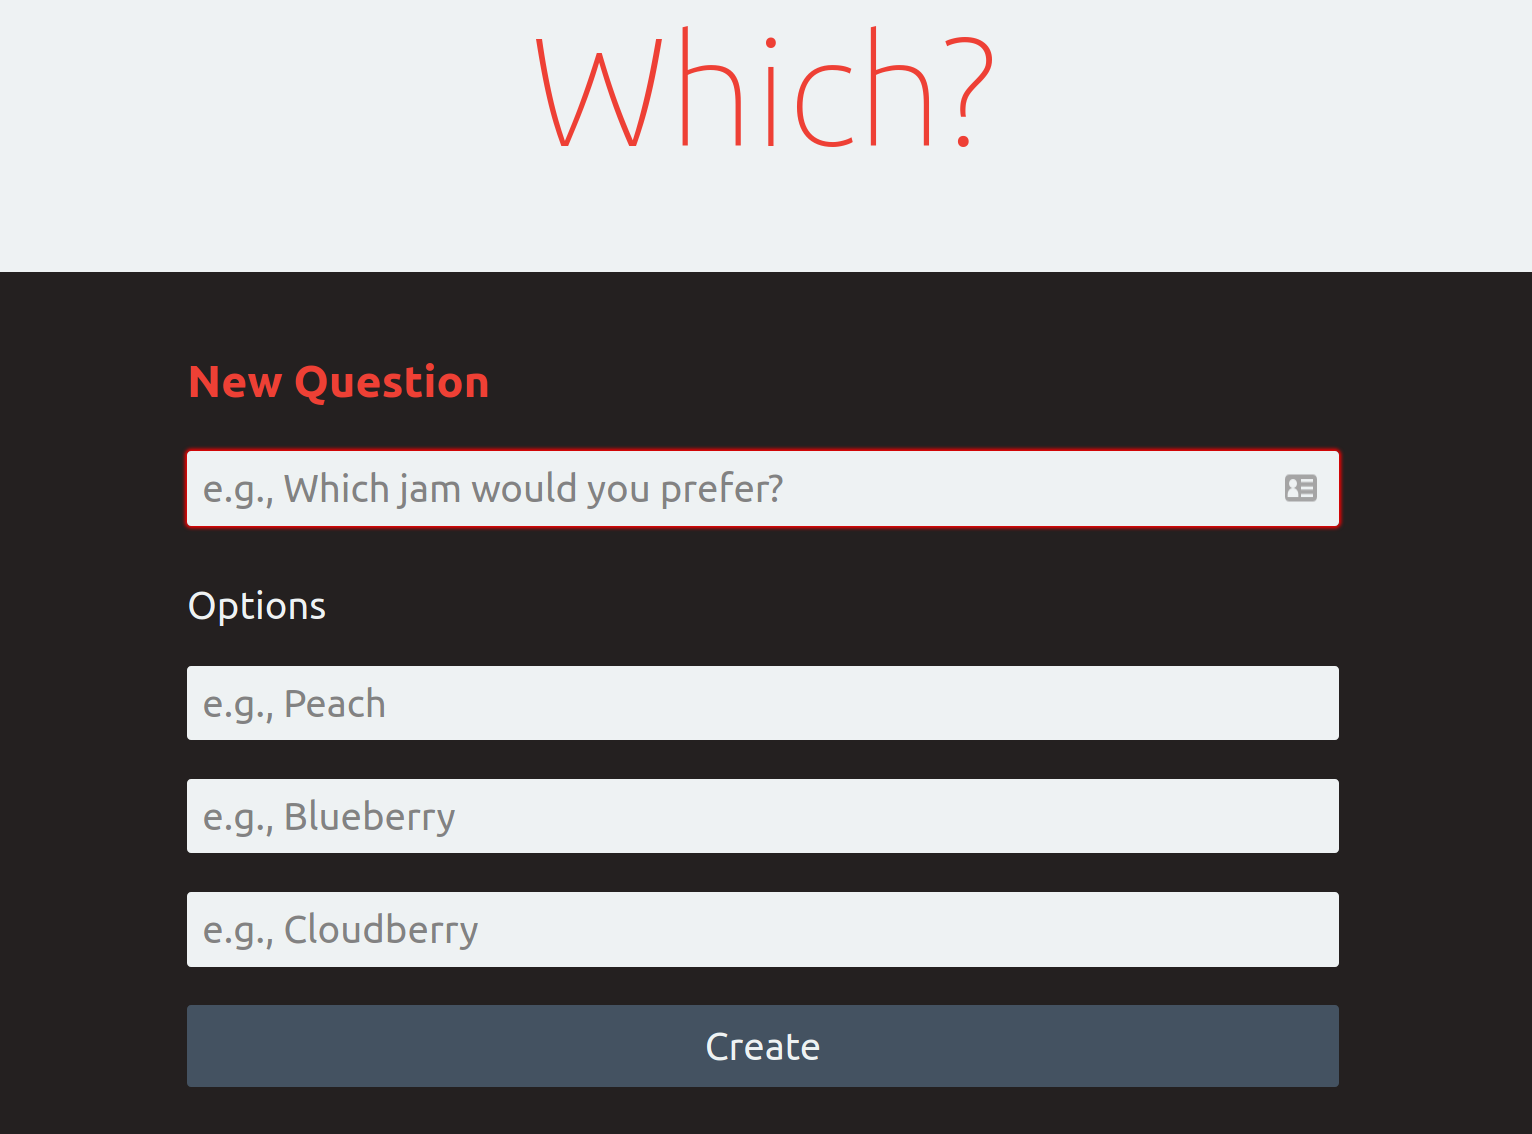 Which?
New Question
e.g., Which jam would you prefer?
Options
e.g., Peach
e.g., Blueberry
e.g., Cloudberry
Create